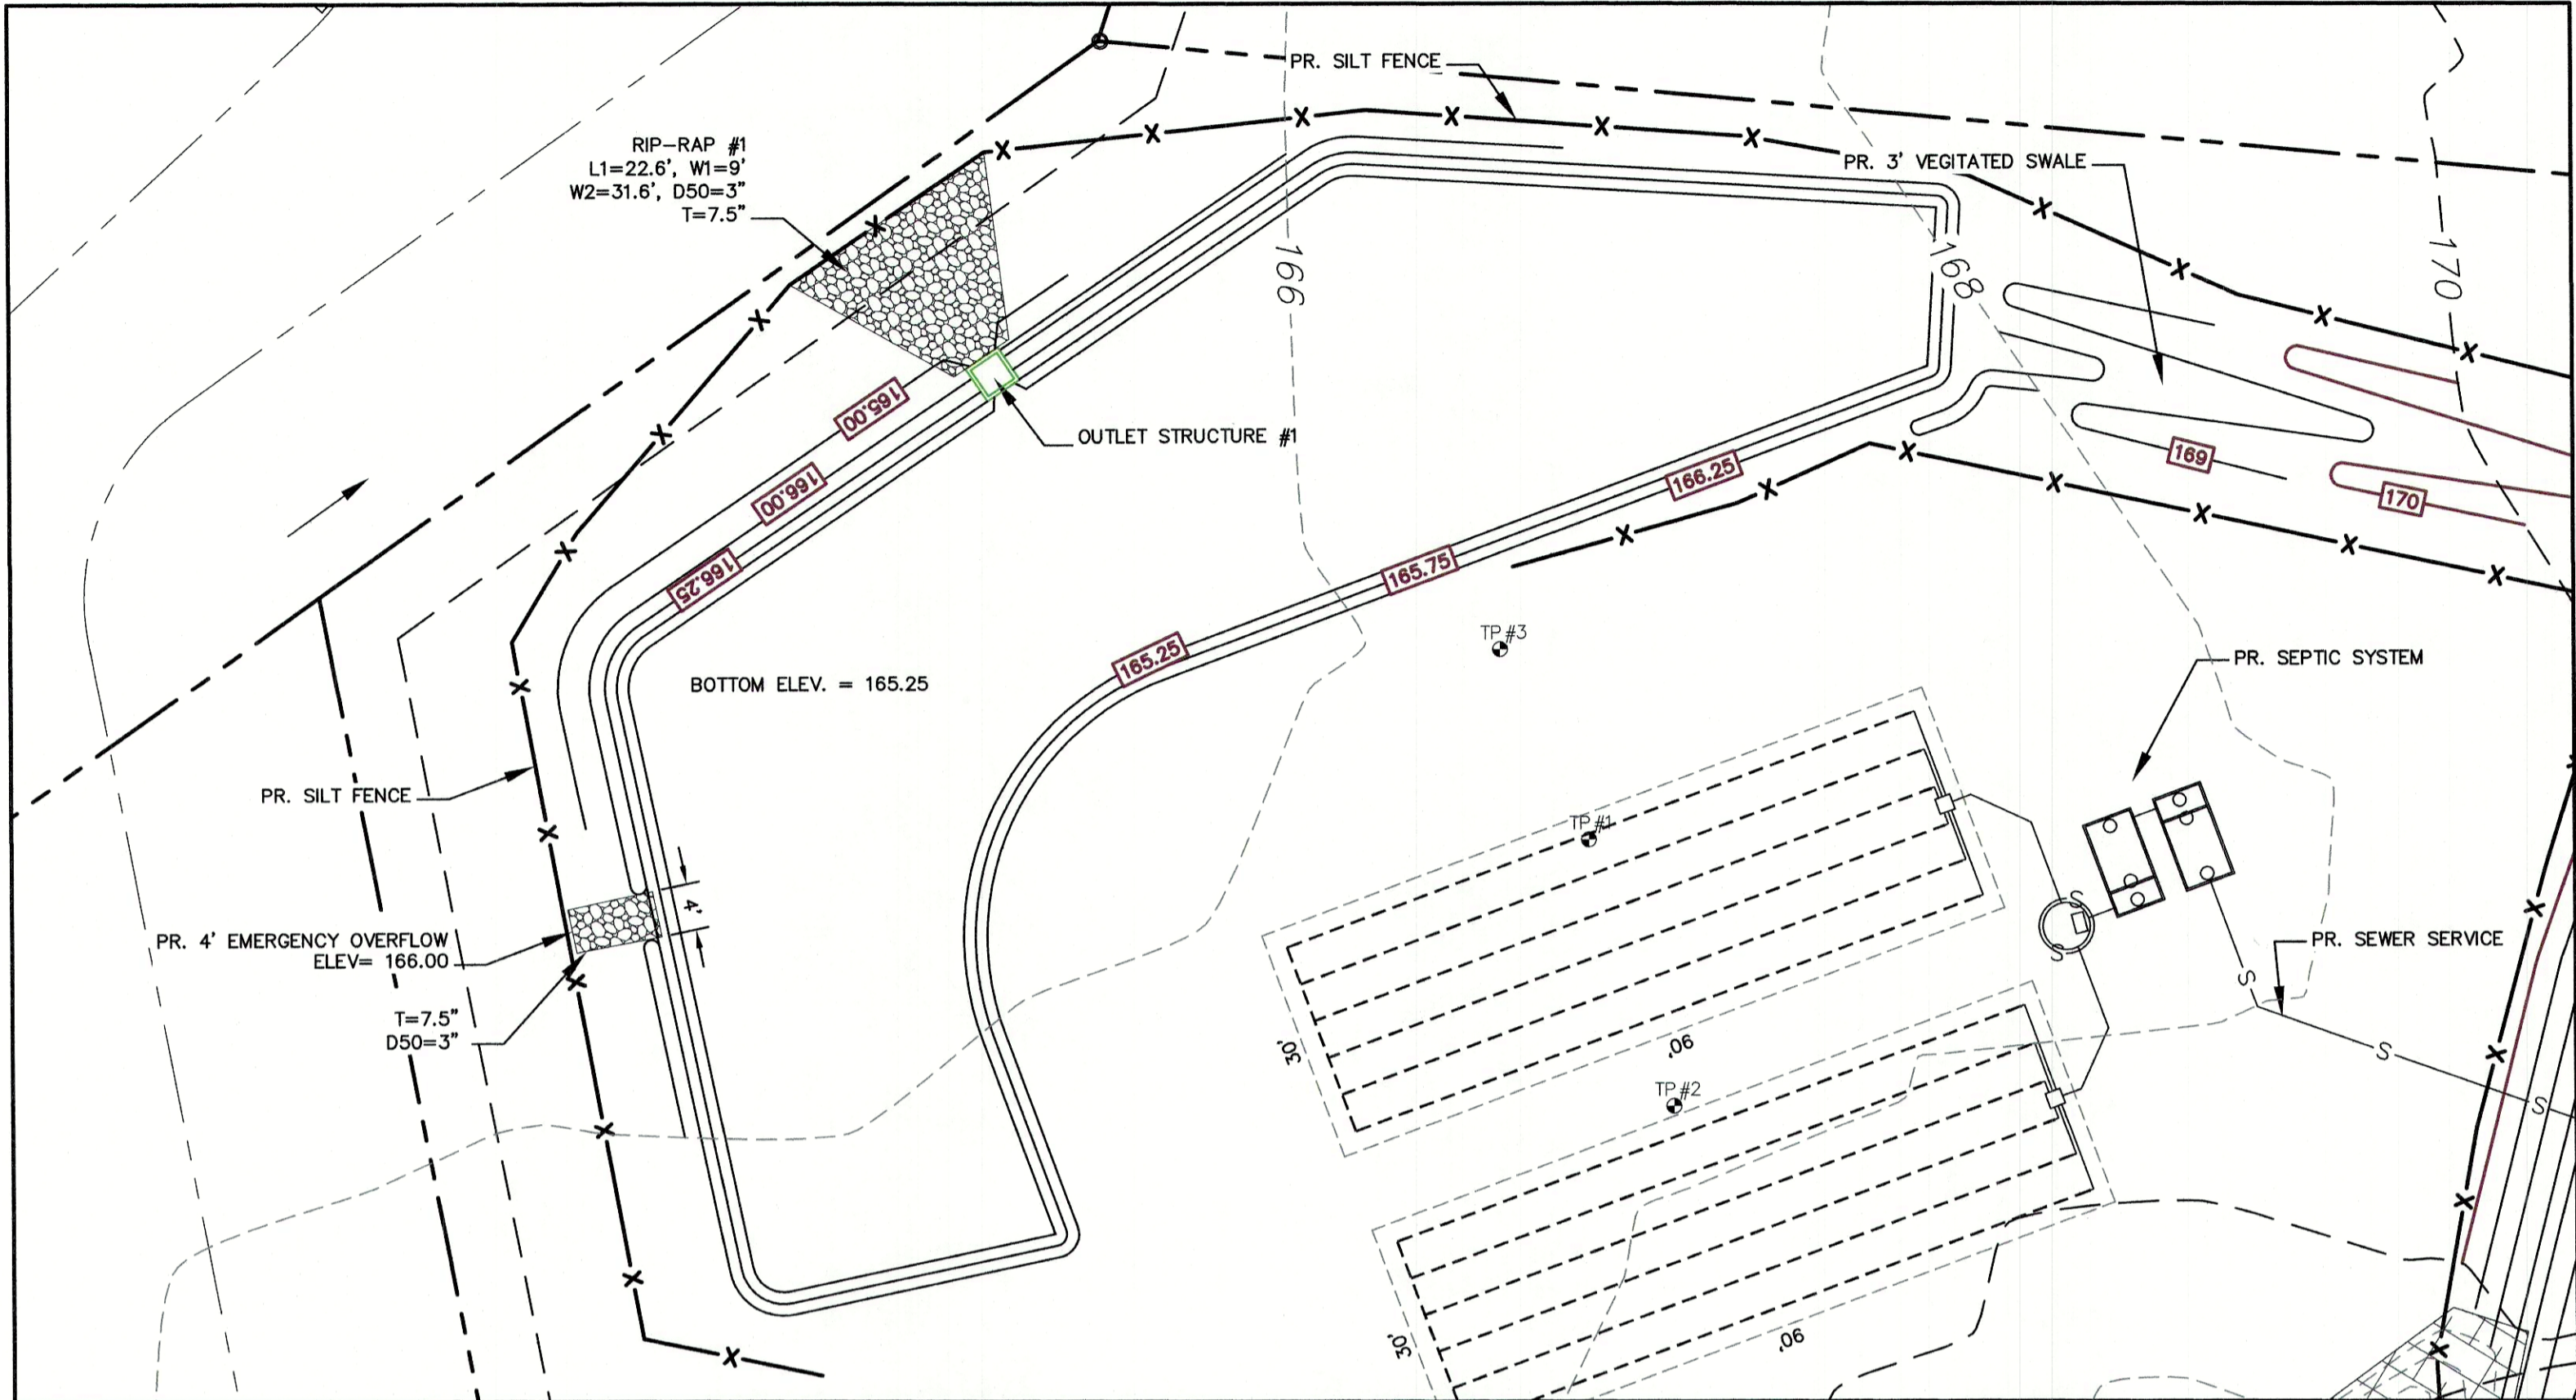 PR. SILT FENCE
RIP-RAP #1
L1=22.6', W1=9'
W2=31.6', D50=3"
T=7.5"
PR. 3' VEGITATED SWALE
166
168
170
165.00
OUTLET STRUCTURE #1
166.00
166.25
166.25
169
170
165.75
165.25
TP #3
BOTTOM ELEV. = 165.25
PR. SEPTIC SYSTEM
PR. SILT FENCE
TP #1
4'
PR. 4' EMERGENCY OVERFLOW
ELEV= 166.00
T=7.5"
D50=3"
S
S
S
PR. SEWER SERVICE
S
S
30'
90'
TP #2
30'
90'